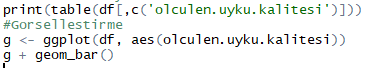 print(table(df[,c('olculen.uyku.kalitesi')]))
#Gorsellestirme
g <- ggplot(df, aes(olculen.uyku.kalitesi))
g + geom_bar()